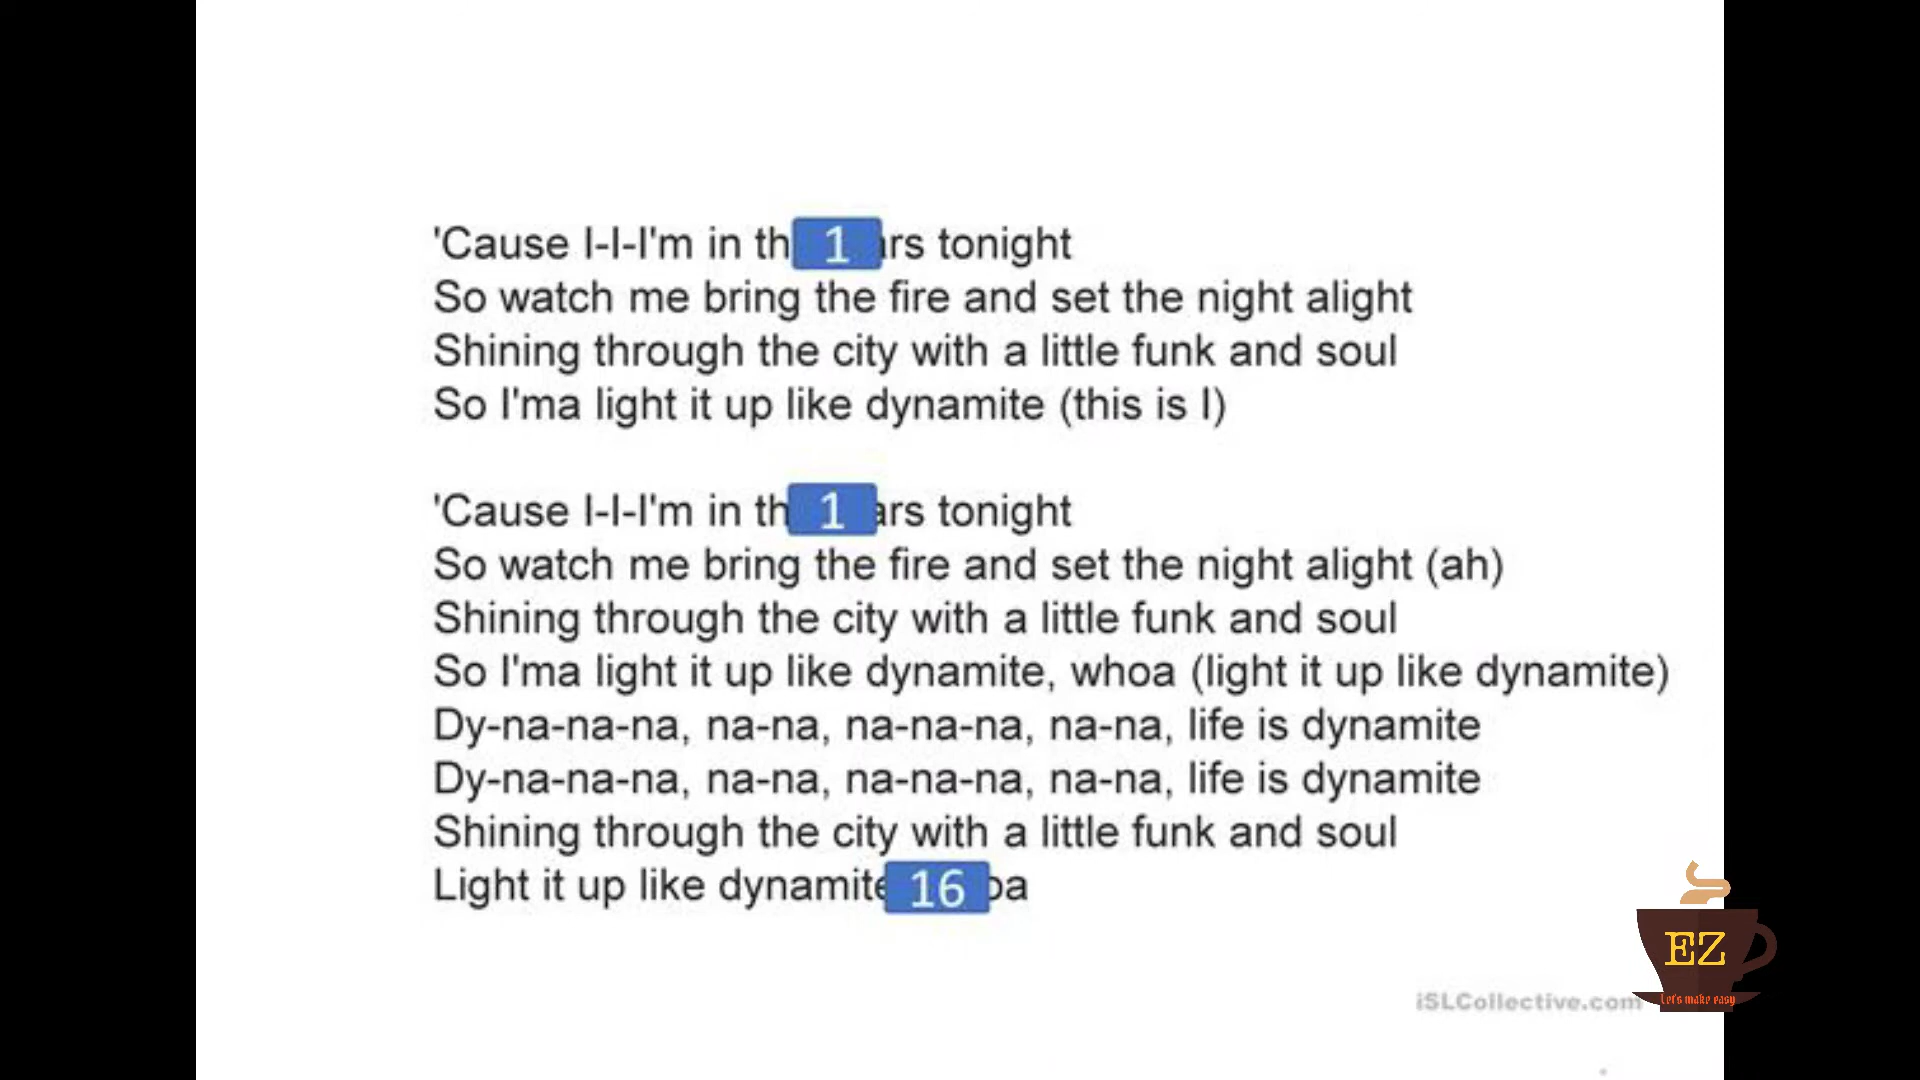 'Cause I-I-I'm in th 1 rs tonight
So watch me bring the fire and set the night alight
Shining through the city with a little funk and soul
So I'ma light it up like dynamite (this is I)
'Cause I-I-I'm in th 1 ars tonight
So watch me bring the fire and set the night alight (ah)
Shining through the city with a little funk and soul
So I'ma light it up like dynamite, whoa (light it up like dynamite)
Dy-na-na-na, na-na, na-na-na, na-na, life is dynamite
Dy-na-na-na, na-na, na-na-na, na-na, life is dynamite
Shining through the city with a little funk and soul
Light it up like dynamite 16 oa
EZ
Let's make easy
iSLCollective.com